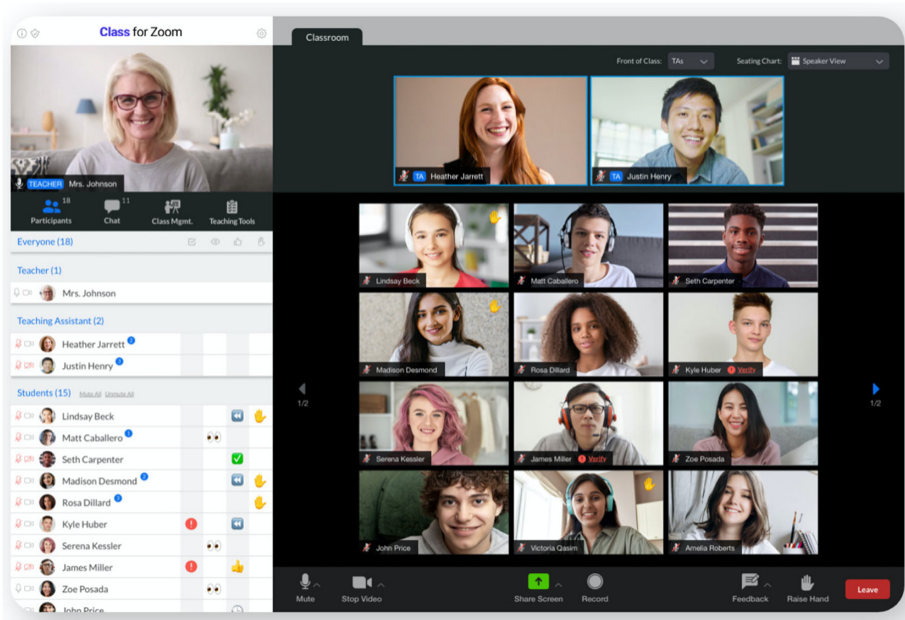 Class for Zoom
TEACHER Mrs. Johnson
18
11
Participants
Chat
Class Mgmt.
Teaching Tools
Everyone (18)
Teacher (1)
Mrs. Johnson
Teaching Assistant (2)
Heather Jarrett
Justin Henry
Students (15) Mute All Unmute All
Lindsay Beck
Matt Caballero
Seth Carpenter
Madison Desmond
Rosa Dillard
Kyle Huber
Serena Kessler
James Miller
Zoe Posada
John Price
Classroom
Front of Class: TAs
Seating Chart: Speaker View
TA Heather Jarrett
TA Justin Henry
Lindsay Beck
Matt Caballero
Seth Carpenter
Madison Desmond
Rosa Dillard
Kyle Huber Verify
1/2
1/2
Serena Kessler
James Miller Verify
Zoe Posada
John Price
Victoria Qasim
Amelia Roberts
Mute
Stop Video
Share Screen
Record
Feedback
Raise Hand
Leave